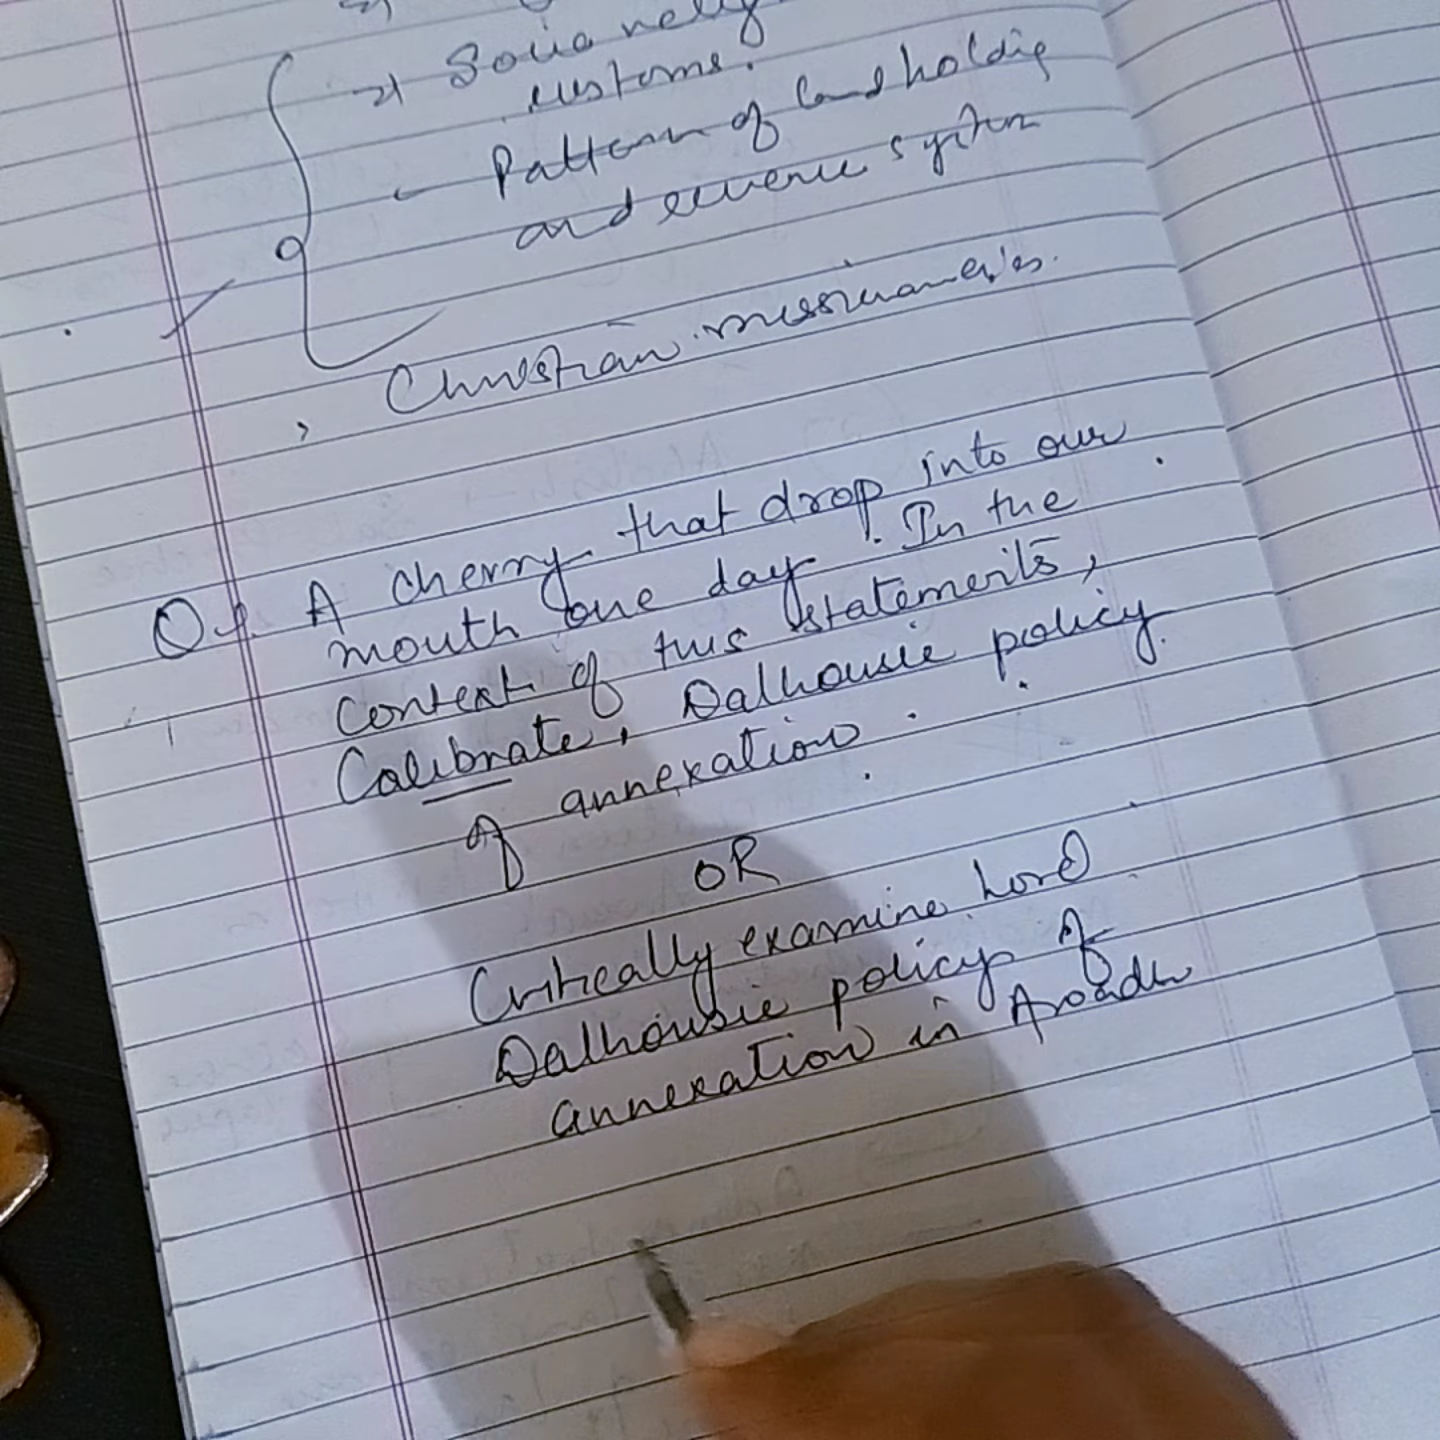 → Socio relig
customs.
- Pattern of land holding
and revenue system
Christian missionaries.
Q A cherry that drop into our
mouth one day. In the
context of this statements,
Calibrate, Dalhousie policy
of annexation.
OR
Critically examine Lord
Dalhousie policy of
annexation in Awadh